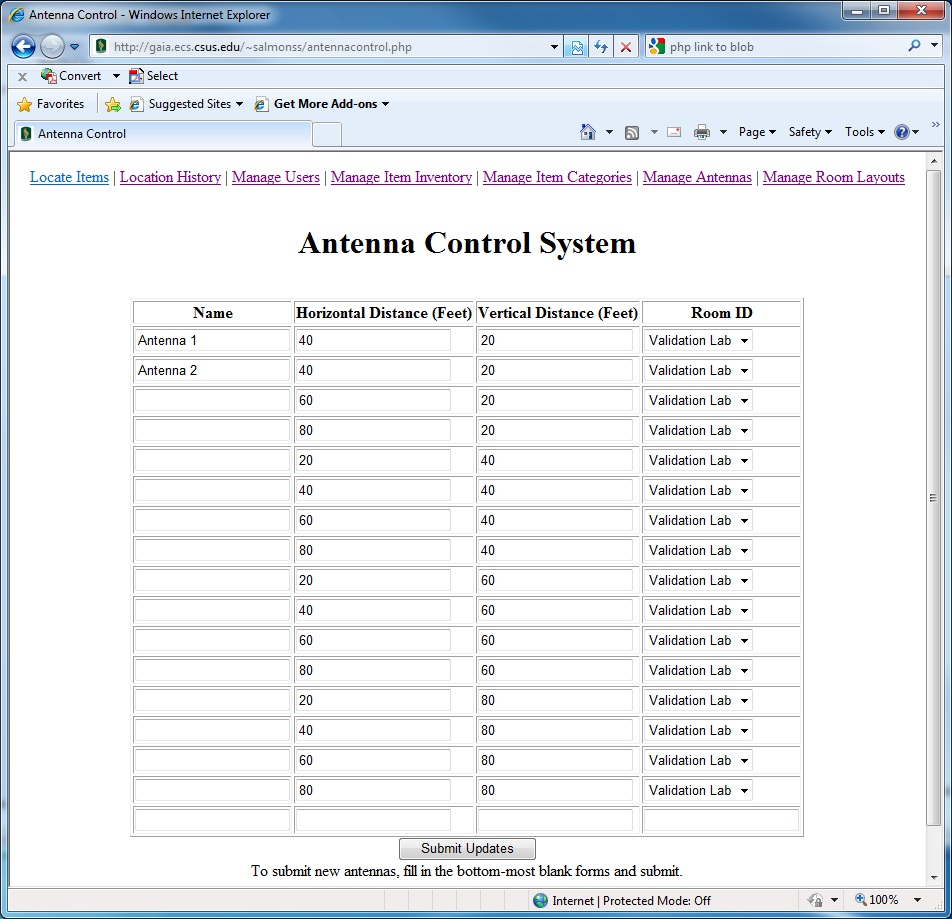 Antenna Control - Windows Internet Explorer
http://gaia.ecs.csus.edu/~salmonss/antennacontrol.php php link to blob
x Convert Select
Favorites Suggested Sites Get More Add-ons
Antenna Control Page Safety Tools »
Locate Items | Location History | Manage Users | Manage Item Inventory | Manage Item Categories | Manage Antennas | Manage Room Layouts
Antenna Control System
Name Horizontal Distance (Feet) Vertical Distance (Feet) Room ID
Antenna 1 40 20 Validation Lab
Antenna 2 40 20 Validation Lab
60 20 Validation Lab
80 20 Validation Lab
20 40 Validation Lab
40 40 Validation Lab
60 40 Validation Lab
80 40 Validation Lab
20 60 Validation Lab
40 60 Validation Lab
60 60 Validation Lab
80 60 Validation Lab
20 80 Validation Lab
40 80 Validation Lab
60 80 Validation Lab
80 80 Validation Lab
Submit Updates
To submit new antennas, fill in the bottom-most blank forms and submit.
Internet | Protected Mode: Off 100%